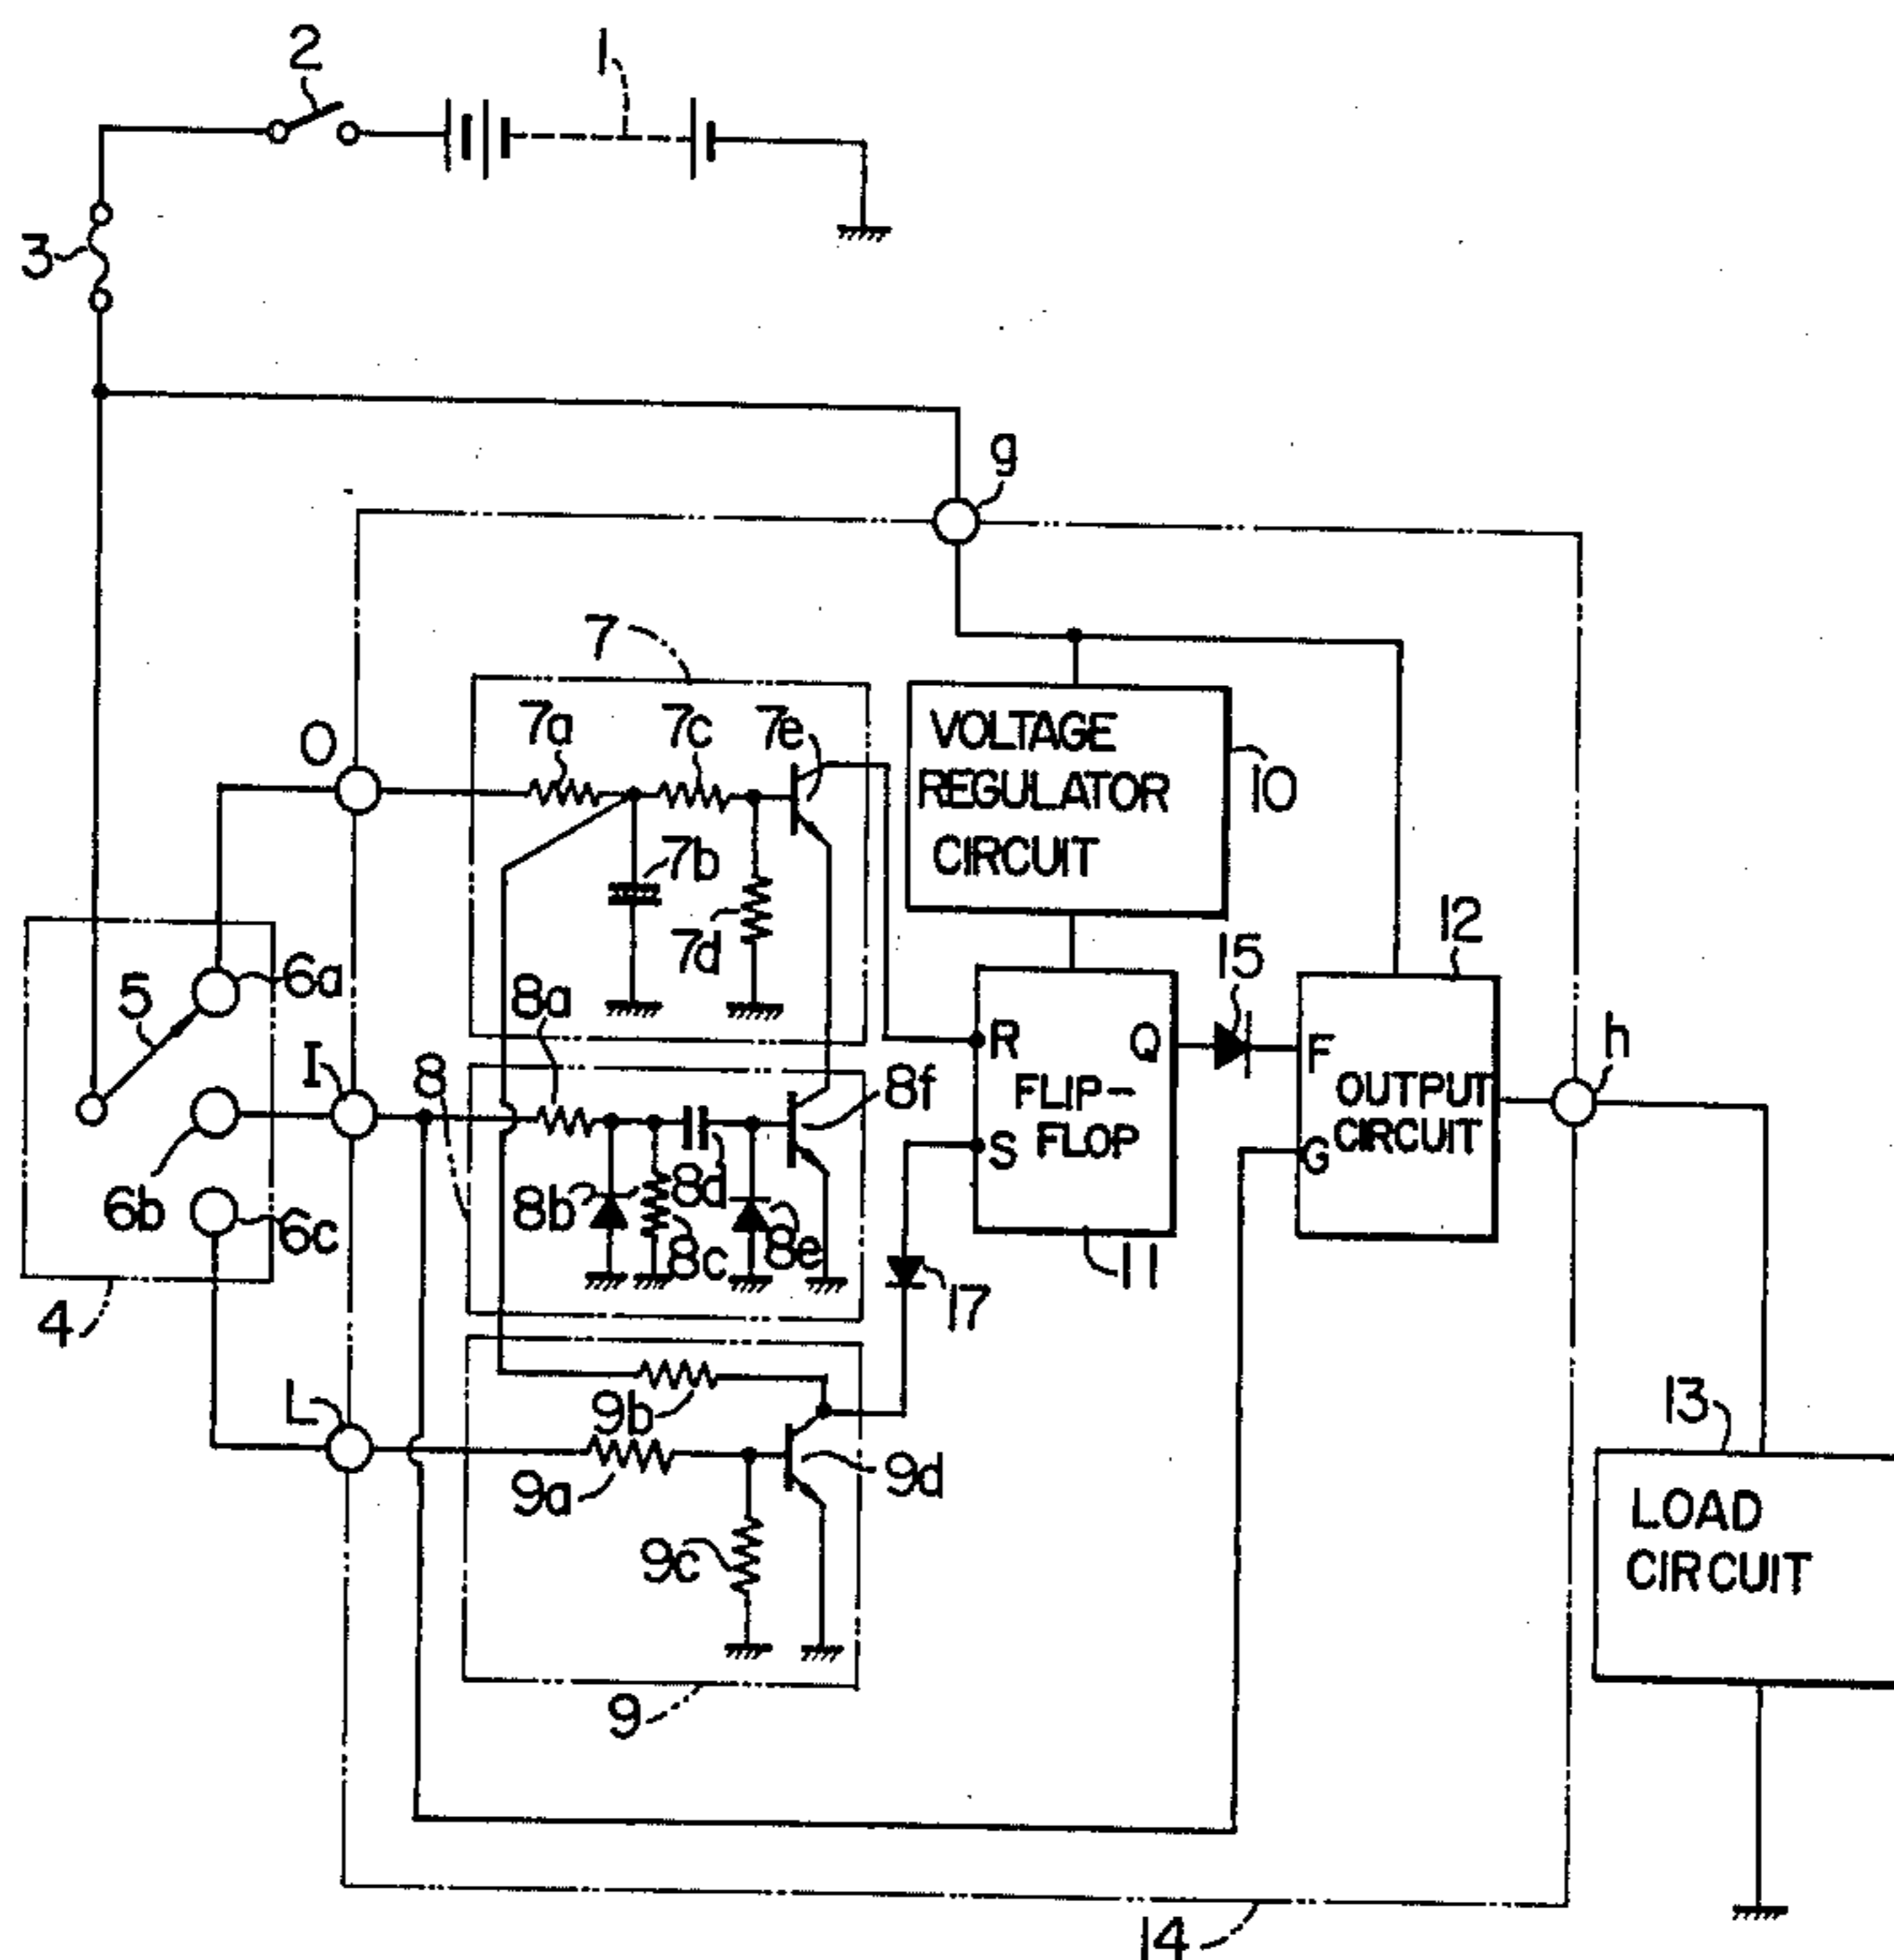 2
1
3
g
7
O
7a
7c
7e
VOLTAGE
REGULATOR
CIRCUIT
10
7b
7d
12
15
5
6a
8a
I
8
R
Q
F
h
8f
FLIP-
FLOP
OUTPUT
CIRCUIT
S
G
6b
6c
8b
8d
8c
8e
4
17
11
L
9b
9a
9d
9c
13
LOAD
CIRCUIT
9
14